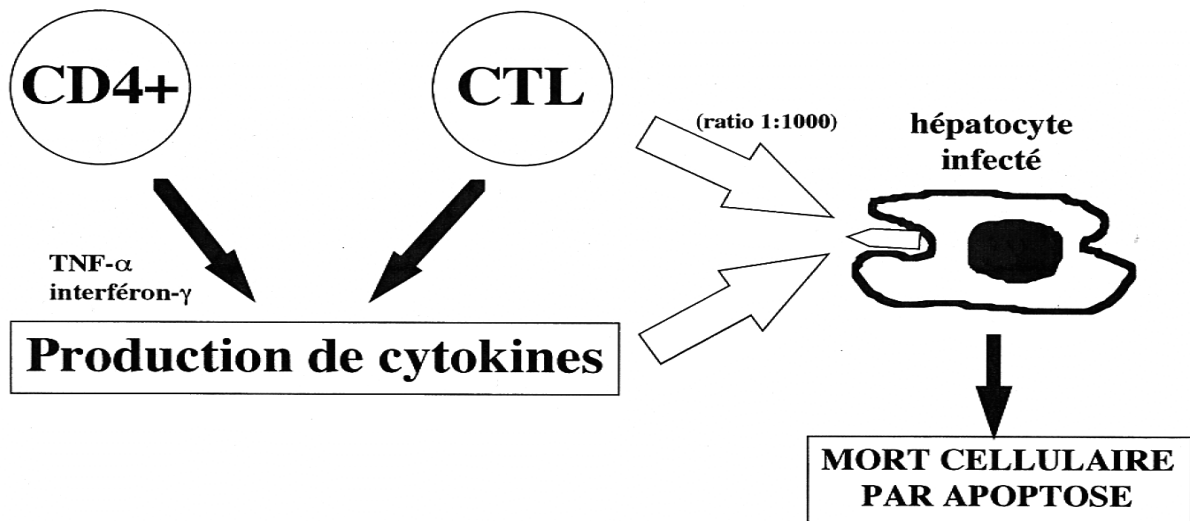 CD4+
CTL
(ratio 1:1000)
hépatocyte
infecté
TNF-α
interféron-γ
Production de cytokines
MORT CELLULAIRE
PAR APOPTOSE